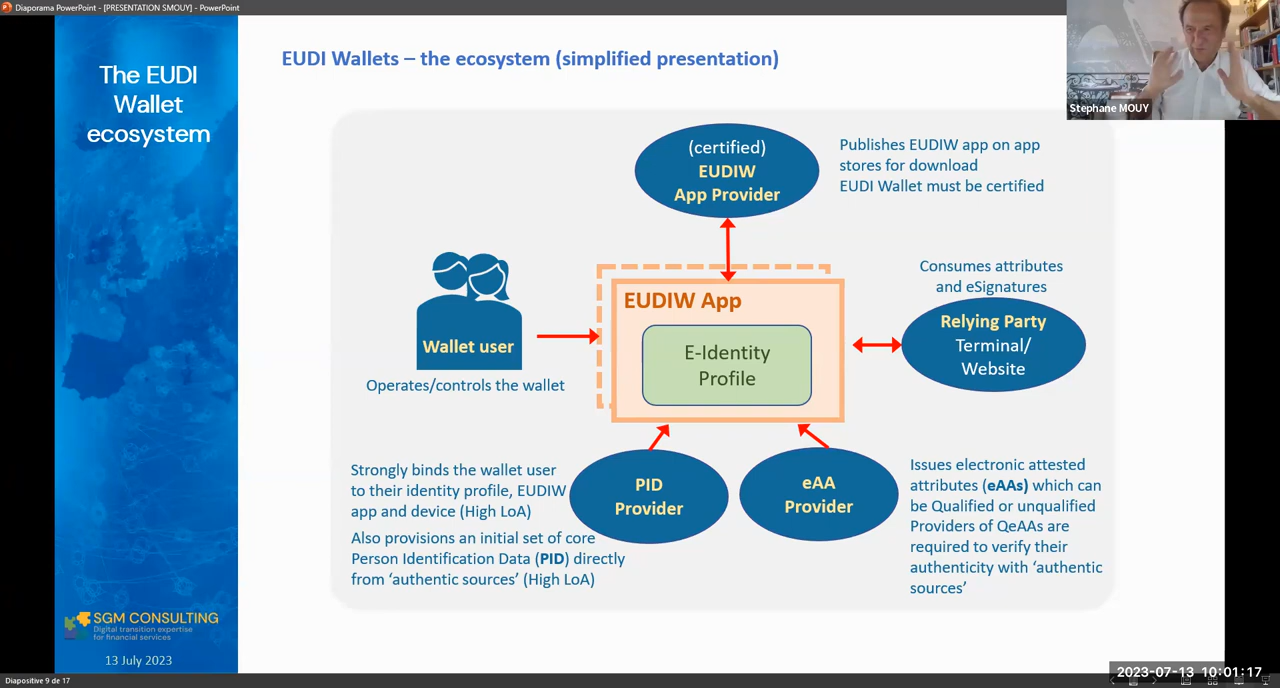 Diaporama PowerPoint - [PRESENTATION SMOUY] - PowerPoint
The EUDI
Wallet
ecosystem
EUDI Wallets – the ecosystem (simplified presentation)
Stephane MOUY
(certified)
EUDIW
App Provider
Publishes EUDIW app on app
stores for download
EUDI Wallet must be certified
Wallet user
Operates/controls the wallet
EUDIW App
E-Identity
Profile
Consumes attributes
and eSignatures
Relying Party
Terminal/
Website
Strongly binds the wallet user
to their identity profile, EUDIW
app and device (High LoA)
Also provisions an initial set of core
Person Identification Data (PID) directly
from ‘authentic sources’ (High LoA)
PID
Provider
eAA
Provider
Issues electronic attested
attributes (eAAs) which can
be Qualified or unqualified
Providers of QeAAs are
required to verify their
authenticity with ‘authentic
sources’
SGM CONSULTING
Digital transition expertise
for financial services
13 July 2023
2023-07-13 10:01:17
Diapositive 9 de 17